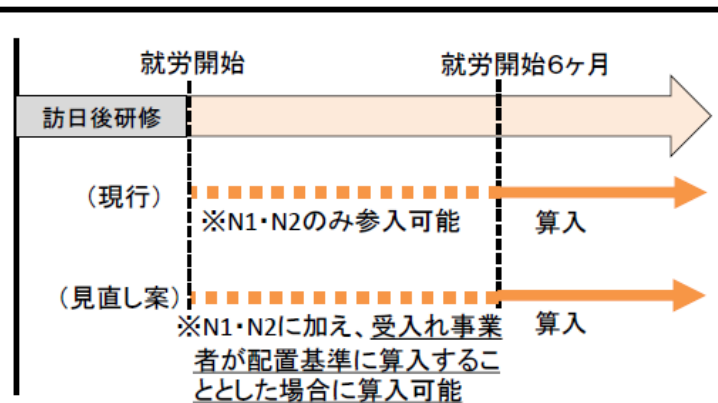 就労開始
就労開始6ヶ月
訪日後研修
（現行）
※N1・N2のみ参入可能
算入
（見直し案）
※N1・N2に加え、受入れ事業
者が配置基準に算入するこ
ととした場合に算入可能
算入